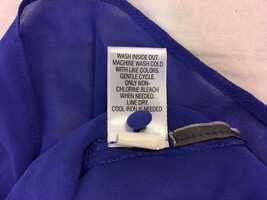 WASH INSIDE OUT.
MACHINE WASH COLD
WITH LIKE COLORS.
GENTLE CYCLE.
ONLY NON-
CHLORINE BLEACH
WHEN NEEDED.
LINE DRY.
COOL IRON IF NEEDED.